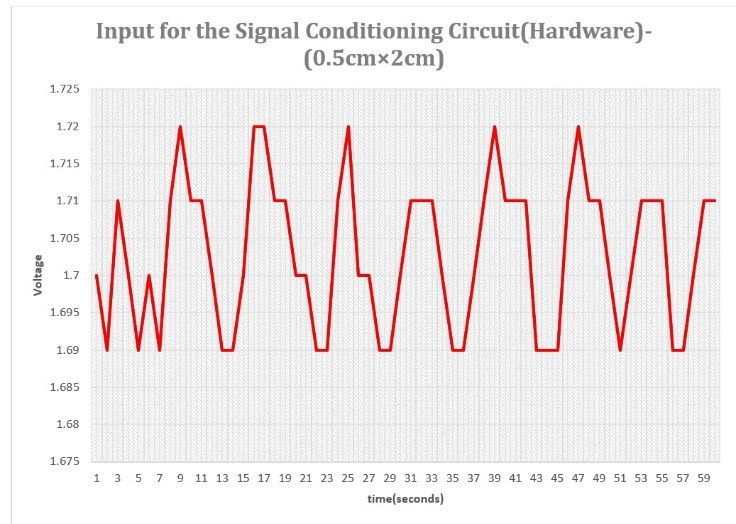 Input for the Signal Conditioning Circuit(Hardware)-
(0.5cm×2cm)
1.725
1.72
1.715
1.71
1.705
1.7
1.695
1.69
1.685
1.68
1.675
Voltage
1 3 5 7 9 11 13 15 17 19 21 23 25 27 29 31 33 35 37 39 41 43 45 47 49 51 53 55 57 59
time(seconds)